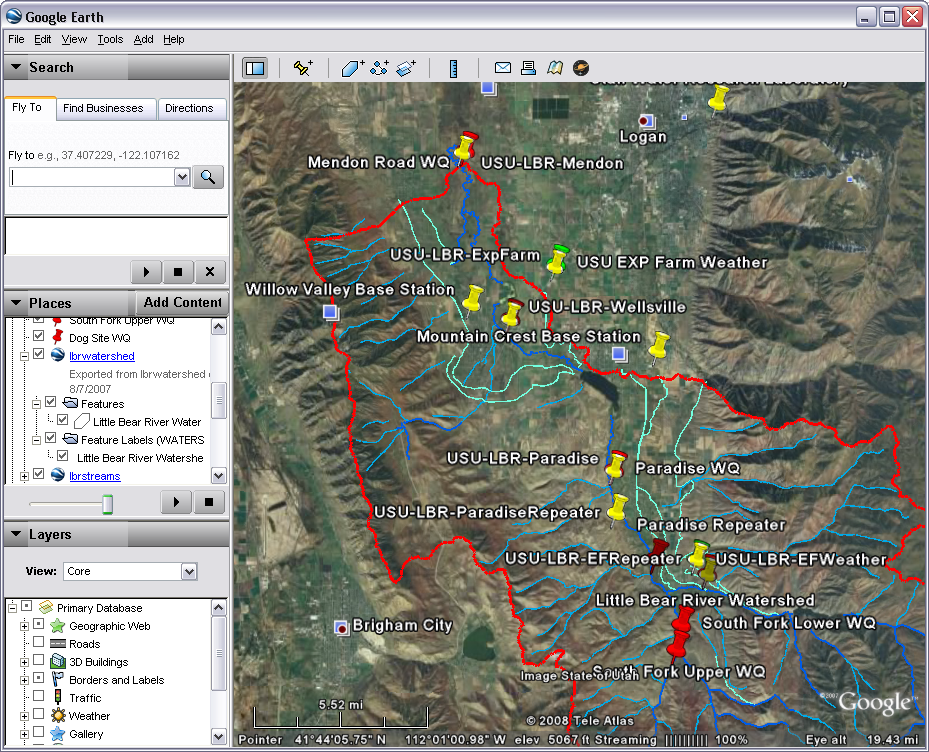 Google Earth
File Edit View Tools Add Help
Search
Fly To Find Businesses Directions
Fly to e.g., 37.407229, -122.107162
Places Add Content
South Fork Upper WQ
Dog Site WQ
lbrwatershed
Exported from lbrwatershed
8/7/2007
Features
Little Bear River Water
Feature Labels (WATERS
Little Bear River Watershe
lbrstreams
Layers
View: Core
Primary Database
Geographic Web
Roads
3D Buildings
Borders and Labels
Traffic
Weather
Gallery
Logan
Mendon Road WQ USU-LBR-Mendon
USU-LBR-ExpFarm
USU EXP Farm Weather
Willow Valley Base Station
USU-LBR-Wellsville
Mountain Crest Base Station
USU-LBR-Paradise
Paradise WQ
USU-LBR-ParadiseRepeater
Paradise Repeater
USU-LBR-EFRepeater USU-LBR-EFWeather
Little Bear River Watershed
South Fork Lower WQ
Brigham City
South Fork Upper WQ
Image State of Utah
©2007 Google™
5.52 mi
© 2008 Tele Atlas
Pointer 41°44'05.75" N 112°01'00.98" W elev 5067 ft Streaming |||||||||| 100% Eye alt 19.43 mi